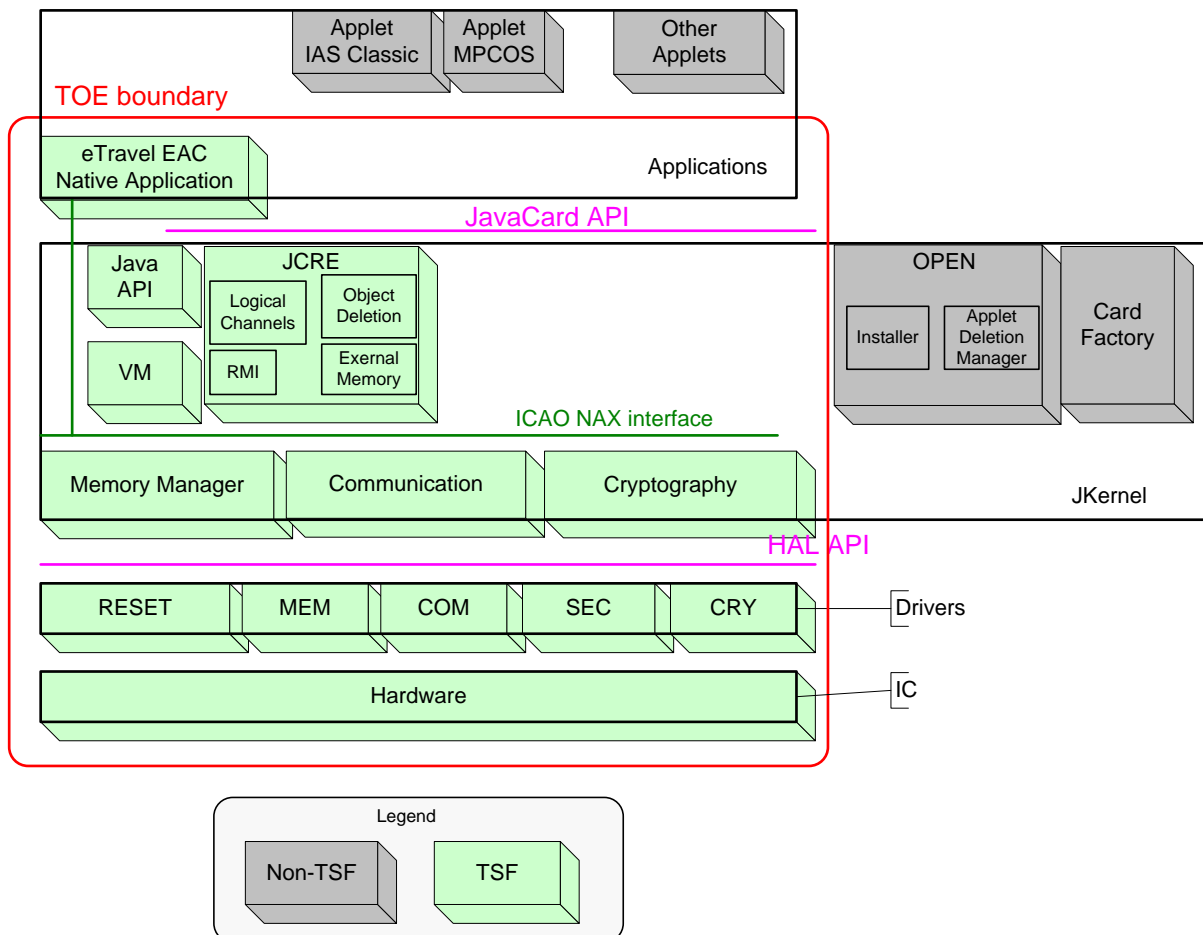 Applet
IAS Classic
Applet
MPCOS
Other
Applets
TOE boundary
eTravel EAC
Native Application
Applications
JavaCard API
Java
API
JCRE
Logical
Channels
Object
Deletion
RMI
Exernal
Memory
VM
OPEN
Installer
Applet
Deletion
Manager
Card
Factory
ICAO NAX interface
Memory Manager
Communication
Cryptography
JKernel
HAL API
RESET
MEM
COM
SEC
CRY
Drivers
Hardware
IC
Legend
Non-TSF
TSF